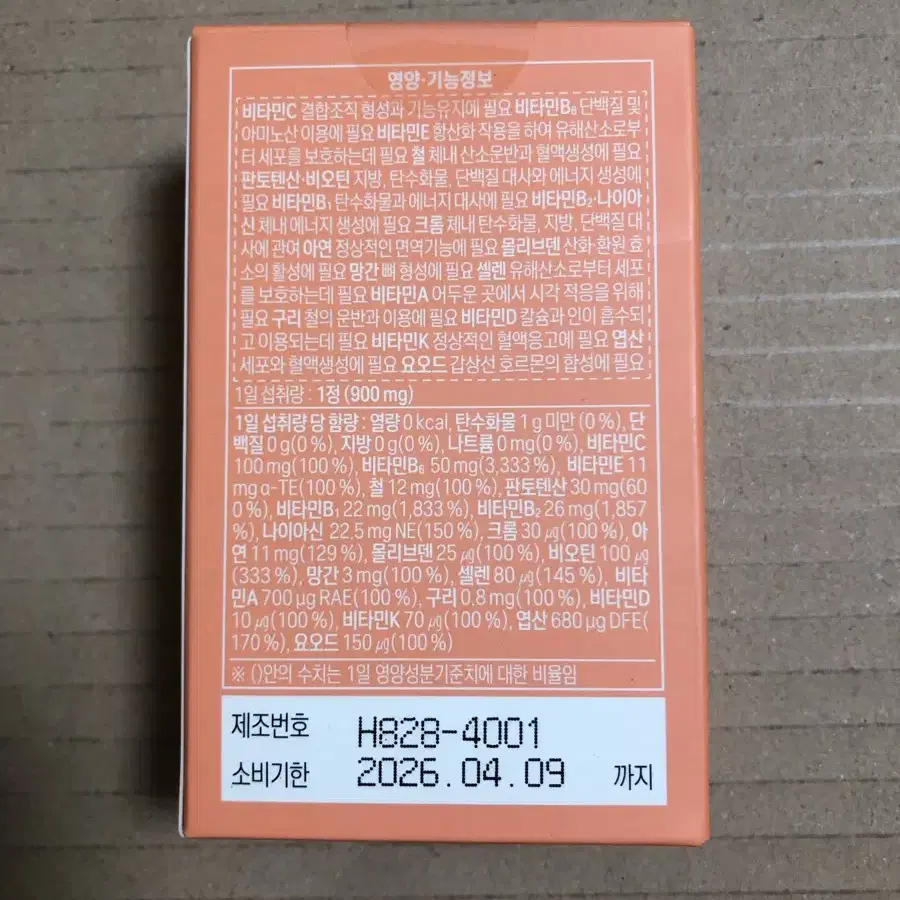 영양·기능정보
비타민C 결합조직 형성과 기능유지에 필요 비타민B₆ 단백질 및
아미노산 이용에 필요 비타민E 항산화 작용을 하여 유해산소로부
터 세포를 보호하는데 필요 철 체내 산소운반과 혈액생성에 필요
판토텐산·비오틴 지방, 탄수화물, 단백질 대사와 에너지 생성에
필요 비타민B₁ 탄수화물과 에너지 대사에 필요 비타민B₂·나이아
신 체내 에너지 생성에 필요 크롬 체내 탄수화물, 지방, 단백질 대
사에 관여 아연 정상적인 면역기능에 필요 몰리브덴 산화·환원 효
소의 활성에 필요 망간 뼈 형성에 필요 셀렌 유해산소로부터 세포
를 보호하는데 필요 비타민A 어두운 곳에서 시각 적응을 위해
필요 구리 철의 운반과 이용에 필요 비타민D 칼슘과 인이 흡수되
고 이용되는데 필요 비타민K 정상적인 혈액응고에 필요 엽산
세포와 혈액생성에 필요 요오드 갑상선 호르몬의 합성에 필요
1일 섭취량 : 1정 (900 mg)
1일 섭취량 당 함량 : 열량 0 kcal, 탄수화물 1 g 미만 (0 %), 단
백질 0 g(0 %), 지방 0 g(0 %), 나트륨 0 mg(0 %), 비타민C
100 mg (100 %), 비타민B₆ 50 mg (3,333 %), 비타민E 11
mg α-TE(100 %), 철 12 mg(100 %), 판토텐산 30 mg(60
0 %), 비타민B₁ 22 mg (1,833 %), 비타민B₂ 26 mg (1,857
%), 나이아신 22.5 mg NE(150 %), 크롬 30 μg(100 %), 아
연 11 mg (129 %), 몰리브덴 25 μg(100 %), 비오틴 100 μg
(333 %), 망간 3 mg(100 %), 셀렌 80 μg(145 %), 비타
민A 700 μg RAE(100 %), 구리 0.8 mg(100 %), 비타민D
10 μg(100 %), 비타민K 70 μg(100 %), 엽산 680 μg DFE(
170 %), 요오드 150 μg(100 %)
※ ()안의 수치는 1일 영양성분기준치에 대한 비율임
제조번호 H828-4001
소비기한 2026.04.09 까지